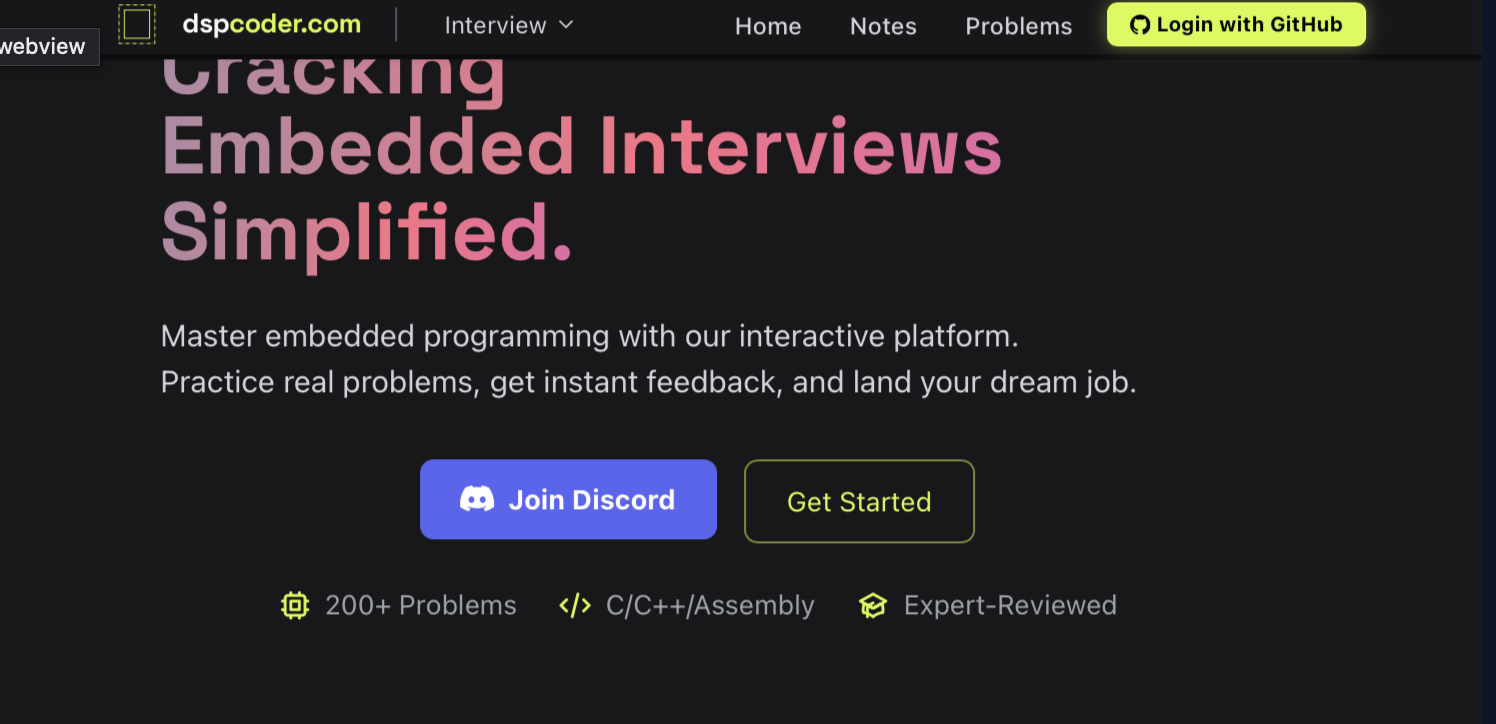 webview
dspcoder.com
Interview
Home
Notes
Problems
Login with GitHub
Cracking
Embedded Interviews
Simplified.
Master embedded programming with our interactive platform.
Practice real problems, get instant feedback, and land your dream job.
Join Discord
Get Started
200+ Problems
C/C++/Assembly
Expert-Reviewed